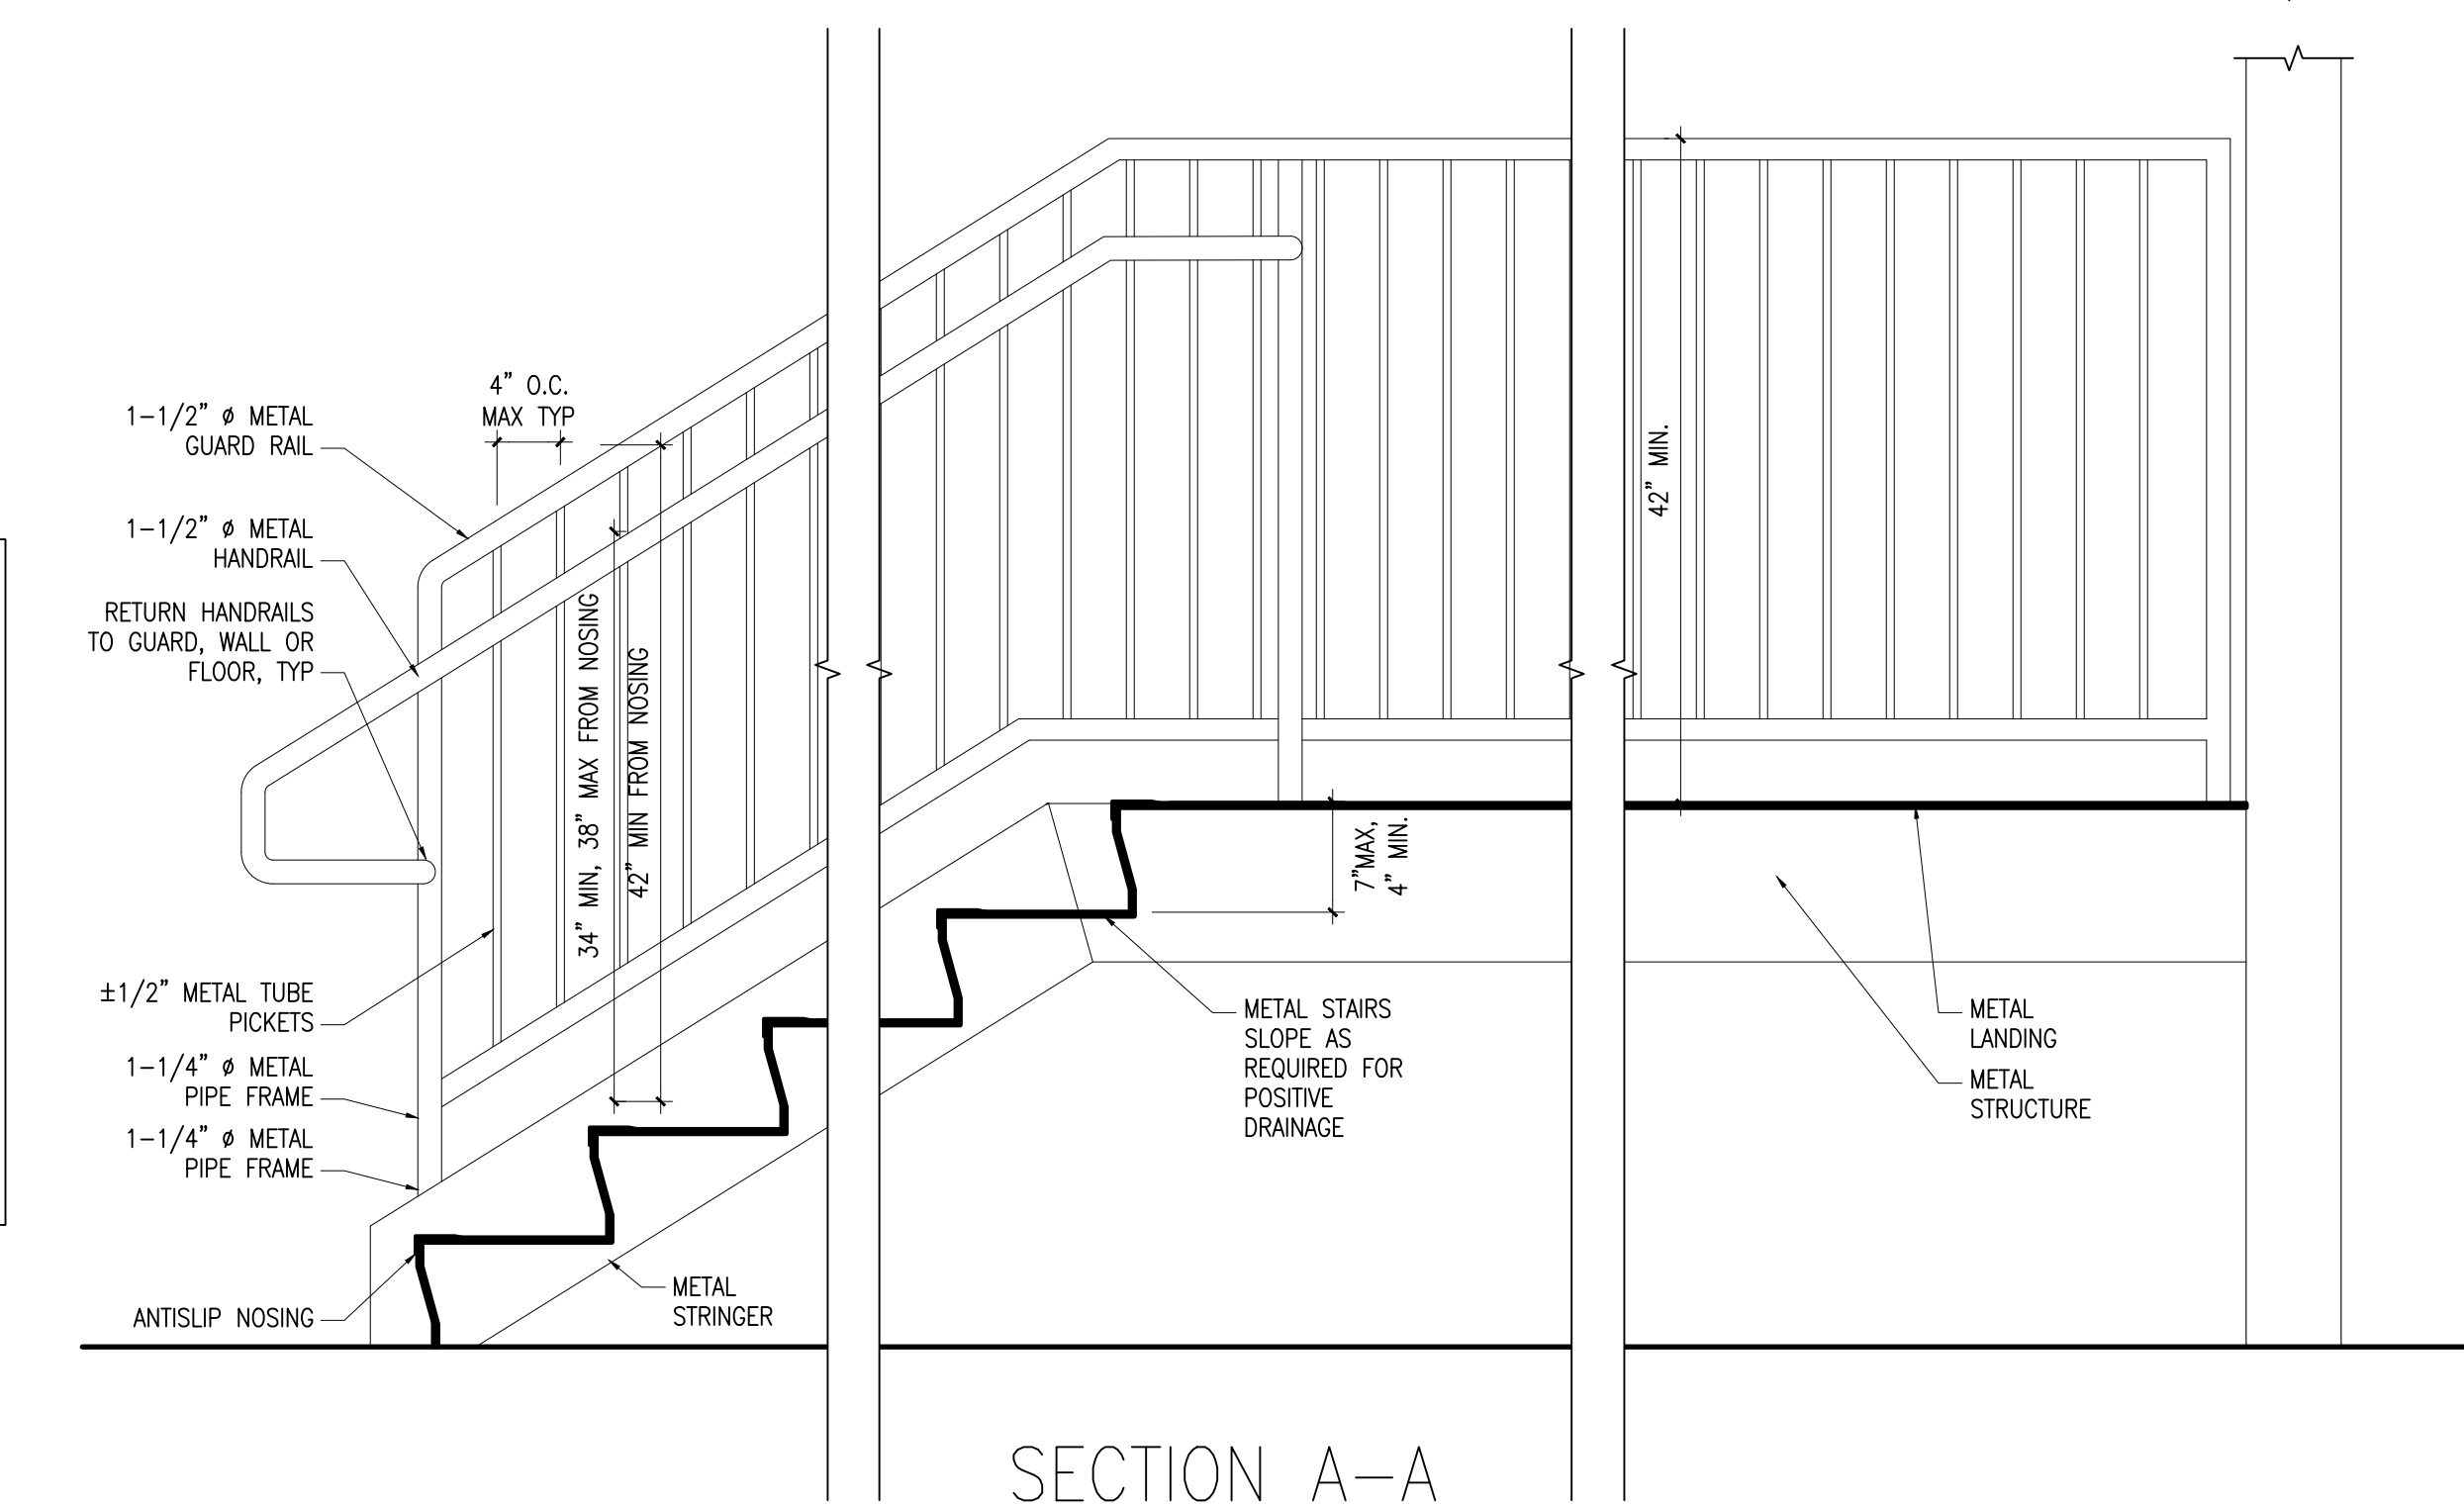 4” O.C.
MAX TYP
1-1/2” ø METAL
GUARD RAIL
1-1/2” ø METAL
HANDRAIL
RETURN HANDRAILS
TO GUARD, WALL OR
FLOOR, TYP
34” MIN, 38” MAX FROM NOSING
42” MIN FROM NOSING
42” MIN.
7”MAX,
4” MIN.
±1/2” METAL TUBE
PICKETS
1-1/4” ø METAL
PIPE FRAME
1-1/4” ø METAL
PIPE FRAME
ANTISLIP NOSING
METAL
STRINGER
METAL STAIRS
SLOPE AS
REQUIRED FOR
POSITIVE
DRAINAGE
METAL
LANDING
METAL
STRUCTURE
SECTION A-A